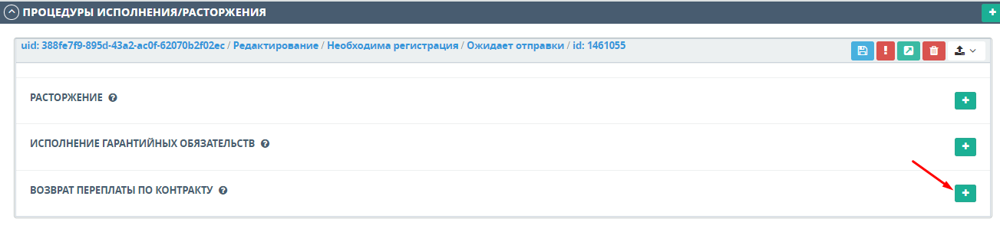 ПРОЦЕДУРЫ ИСПОЛНЕНИЯ/РАСТОРЖЕНИЯ
uid: 388fe7f9-895d-43a2-ac0f-62070b2f02ec / Редактирование / Необходима регистрация / Ожидает отправки / id: 1461055
РАСТОРЖЕНИЕ
ИСПОЛНЕНИЕ ГАРАНТИЙНЫХ ОБЯЗАТЕЛЬСТВ
ВОЗВРАТ ПЕРЕПЛАТЫ ПО КОНТРАКТУ